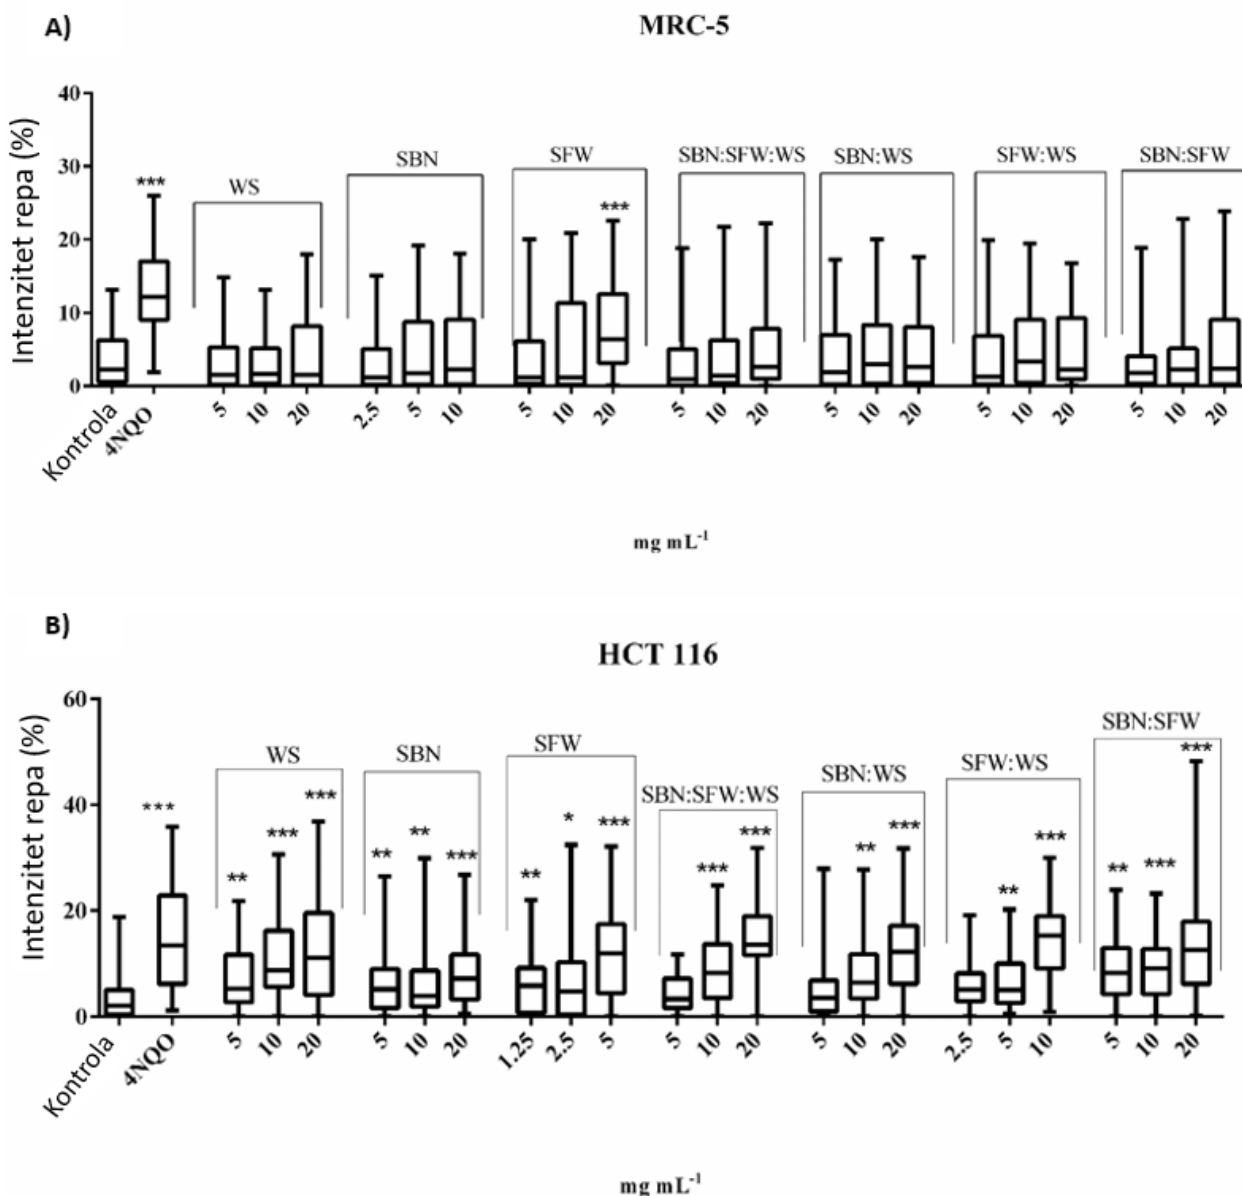 A)
MRC-5
Intenzitet repa (%)
40
30
20
10
0
***
WS
SBN
SFW
***
SBN:SFW:WS
SBN:WS
SFW:WS
SBN:SFW
Kontrola 4NQO 5 10 20 2.5 5 10 5 10 20 5 10 20 5 10 20 5 10 20 5 10 20
mg mL⁻¹
B)
HCT 116
Intenzitet repa (%)
60
40
20
0
***
WS
** *** ***
SBN
** ** ***
SFW
** * ***
SBN:SFW:WS
*** ***
SBN:WS
** ***
SFW:WS
** ***
SBN:SFW
** *** ***
Kontrola 4NQO 5 10 20 5 10 20 1.25 2.5 5 5 10 20 5 10 20 2.5 5 10 5 10 20
mg mL⁻¹